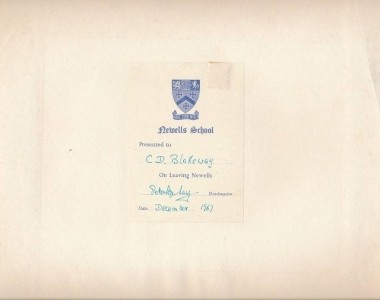 Newells School
Presented to
C.D. Blakeway
On Leaving Newells
Headmaster
Date December 1967